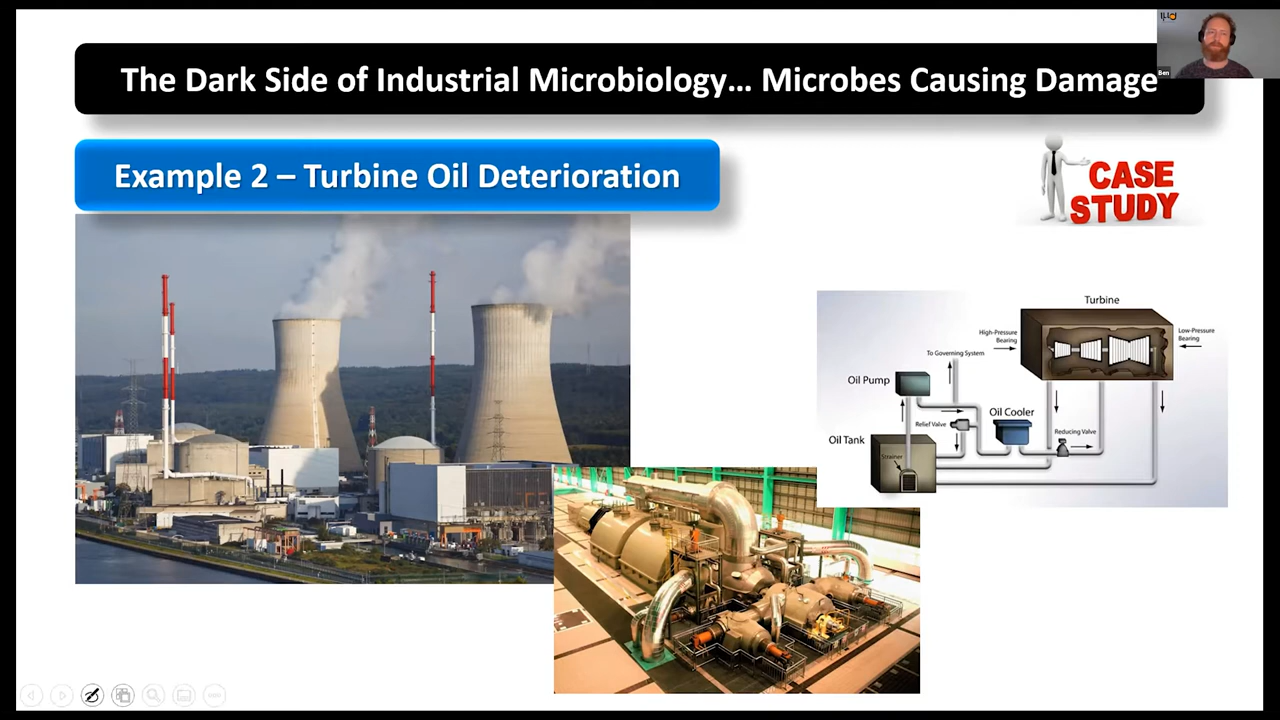 The Dark Side of Industrial Microbiology... Microbes Causing Damage
Ben
Example 2 – Turbine Oil Deterioration
CASE
STUDY
Turbine
High-Pressure
Bearing
Low-Pressure
Bearing
To Governing System
Oil Pump
Oil Cooler
Relief Valve
Reducing Valve
Oil Tank
Strainer